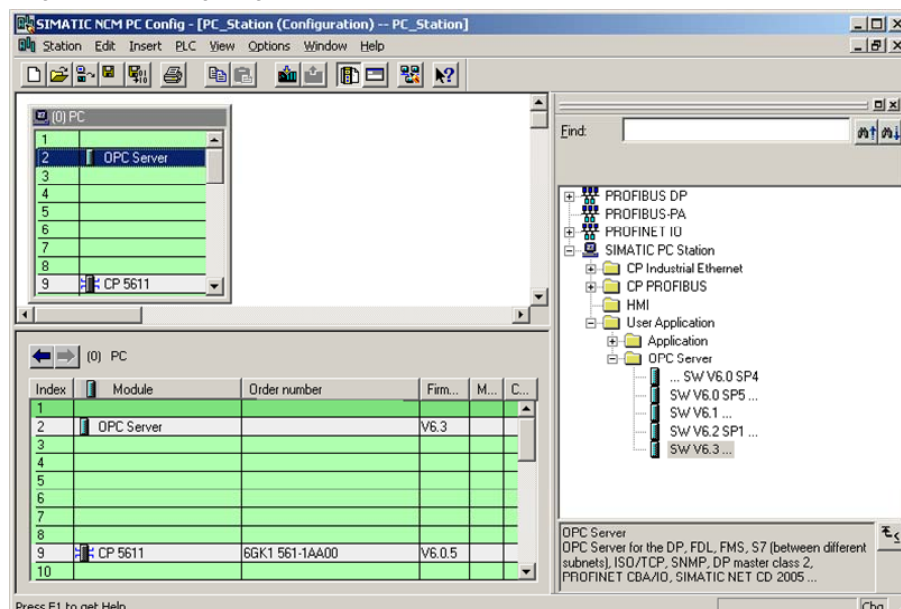 SIMATIC NCM PC Config - [PC_Station (Configuration) -- PC_Station]
Station Edit Insert PLC View Options Window Help
(0) PC
1
2 OPC Server
3
4
5
6
7
8
9 CP 5611
Find:
PROFIBUS DP
PROFIBUS-PA
PROFINET IO
SIMATIC PC Station
CP Industrial Ethernet
CP PROFIBUS
HMI
User Application
Application
OPC Server
... SW V6.0 SP4
SW V6.0 SP5 ...
SW V6.1 ...
SW V6.2 SP1 ...
SW V6.3 ...
(0) PC
Index Module Order number Firm... M... C...
1
2 OPC Server V6.3
3
4
5
6
7
8
9 CP 5611 6GK1 561-1AA00 V6.0.5
10
OPC Server
OPC Server for the DP, FDL, FMS, S7 (between different
subnets), ISO/TCP, SNMP, DP master class 2,
PROFINET CBA/IO, SIMATIC NET CD 2005 ...
Press F1 to get Help. Chg